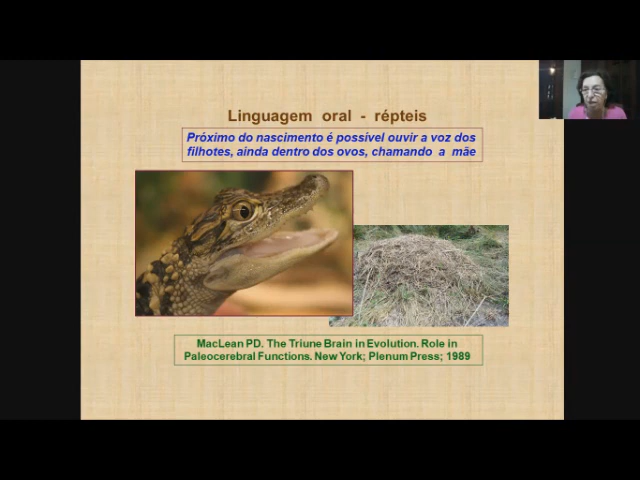 Linguagem oral - répteis
Próximo do nascimento é possível ouvir a voz dos
filhotes, ainda dentro dos ovos, chamando a mãe
MacLean PD. The Triune Brain in Evolution. Role in
Paleocerebral Functions. New York; Plenum Press; 1989